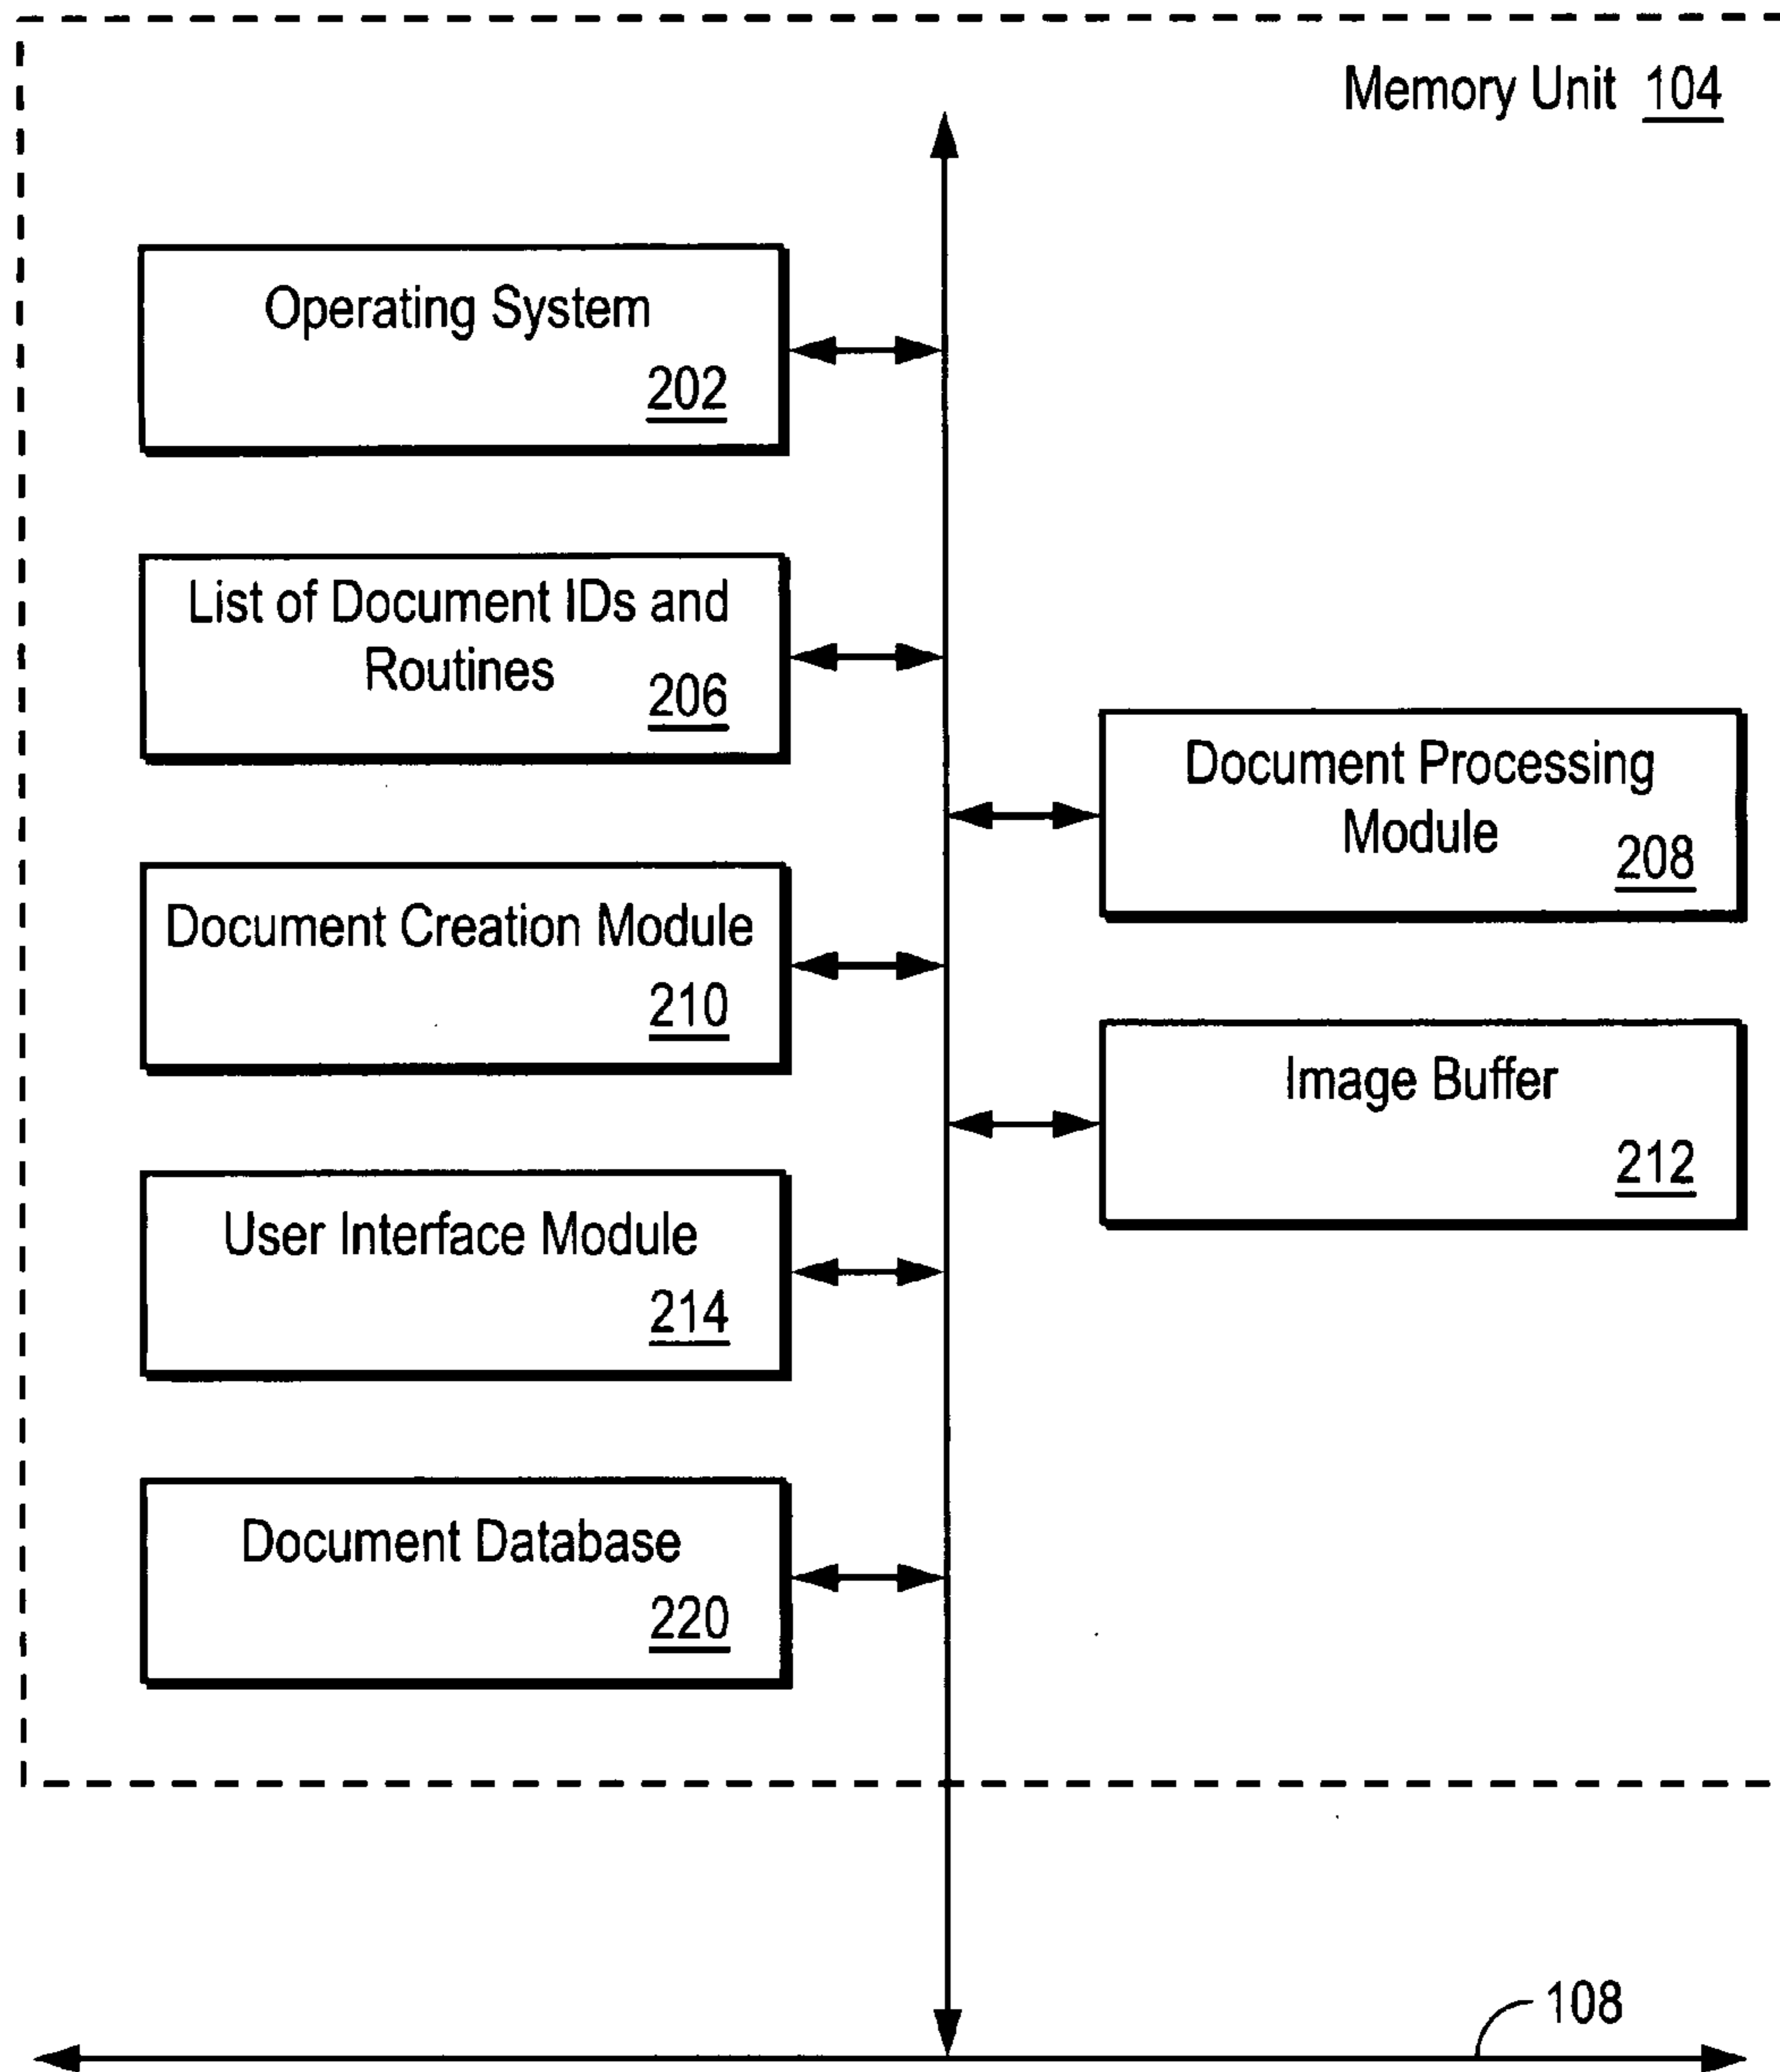 Memory Unit 104
Operating System
202
List of Document IDs and
Routines
206
Document Processing
Module
208
Document Creation Module
210
Image Buffer
212
User Interface Module
214
Document Database
220
108